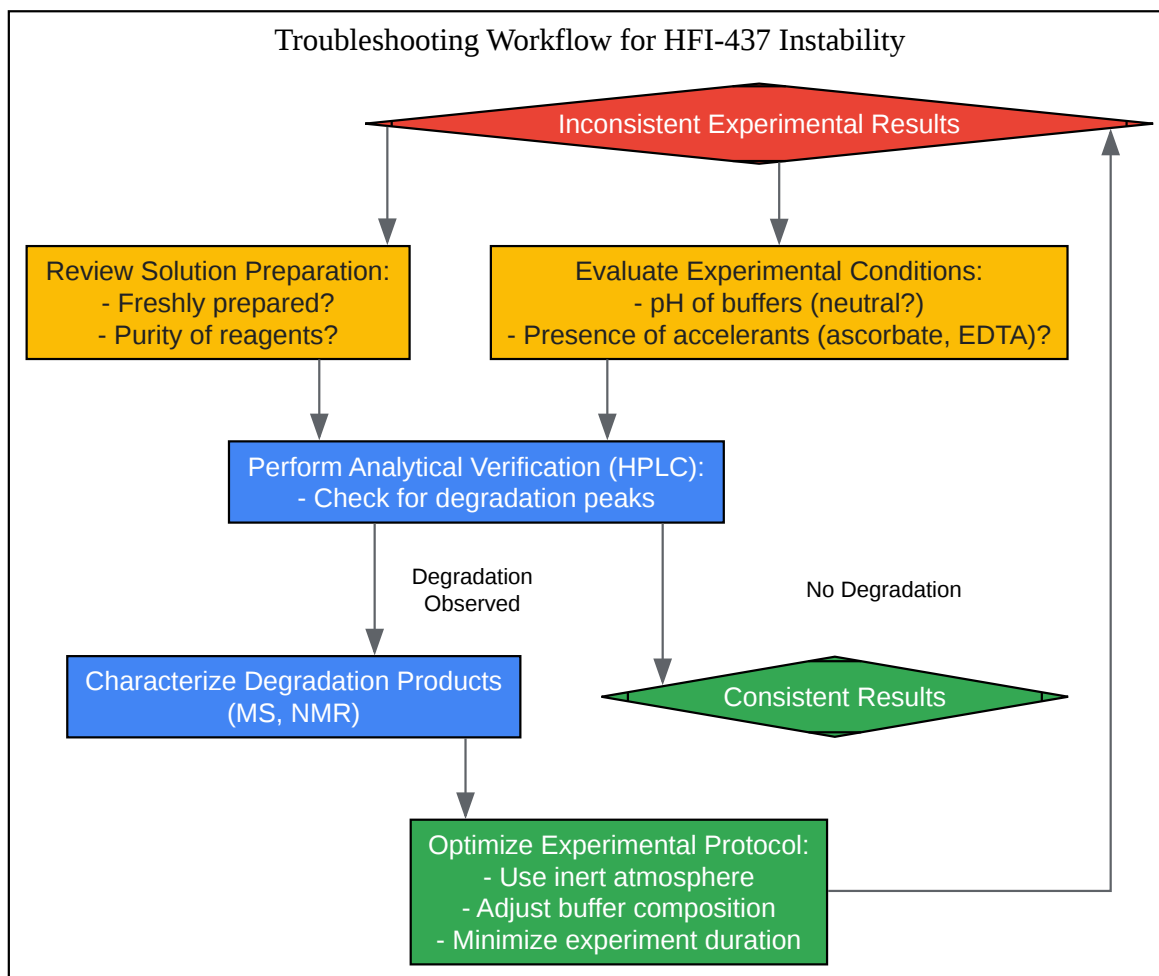 Troubleshooting Workflow for HFI-437 Instability
Inconsistent Experimental Results
Review Solution Preparation:
- Freshly prepared?
- Purity of reagents?
Evaluate Experimental Conditions:
- pH of buffers (neutral?)
- Presence of accelerants (ascorbate, EDTA)?
Perform Analytical Verification (HPLC):
- Check for degradation peaks
Degradation
Observed
No Degradation
Characterize Degradation Products
(MS, NMR)
Consistent Results
Optimize Experimental Protocol:
- Use inert atmosphere
- Adjust buffer composition
- Minimize experiment duration